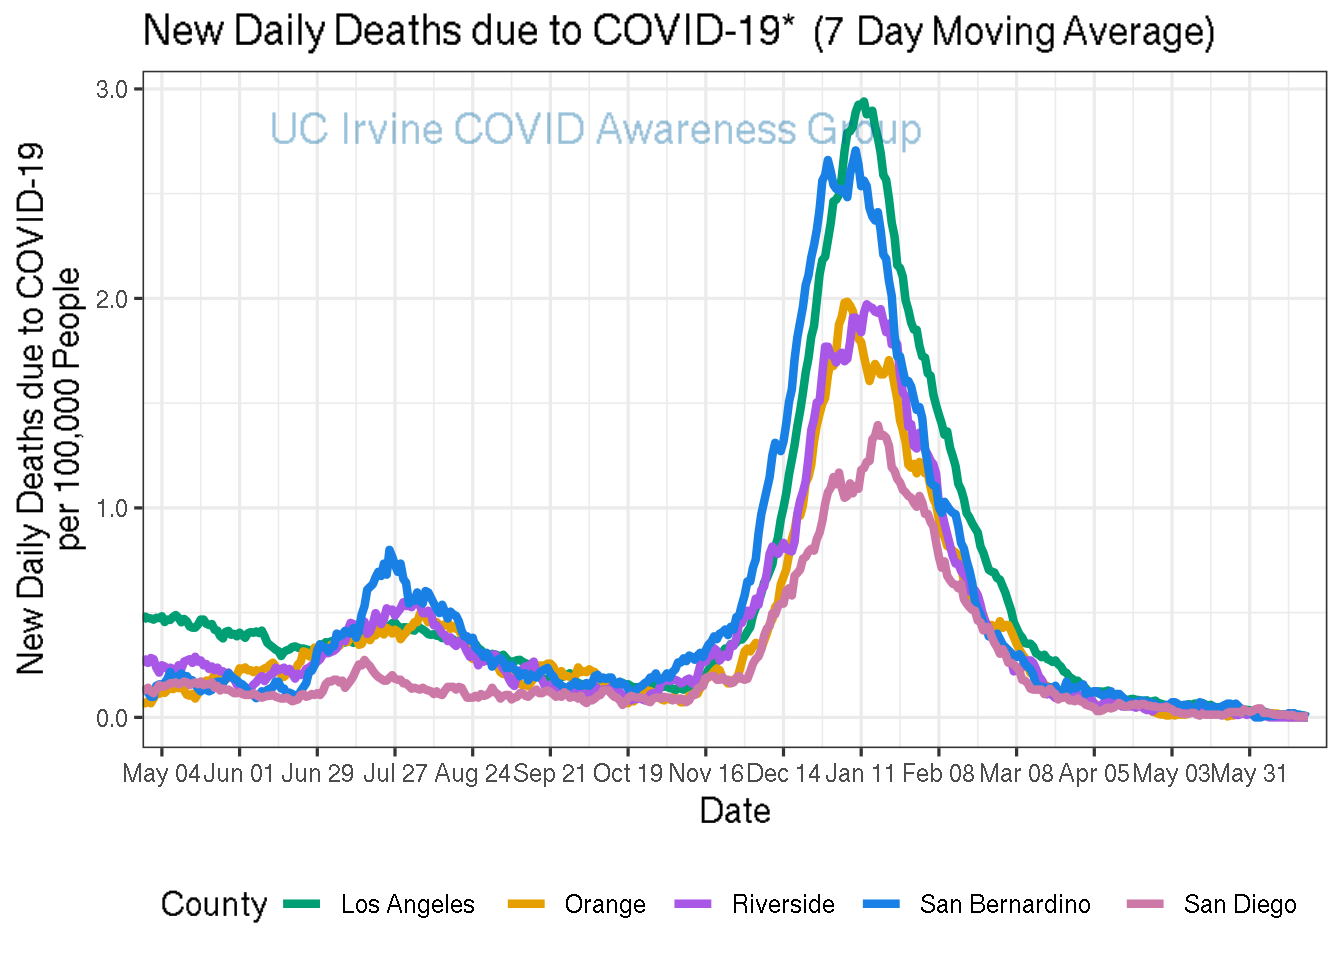 New Daily Deaths due to COVID-19* (7 Day Moving Average)
UC Irvine COVID Awareness Group
New Daily Deaths due to COVID-19
per 100,000 People
3.0
2.0
1.0
0.0
May 04 Jun 01 Jun 29 Jul 27 Aug 24 Sep 21 Oct 19 Nov 16 Dec 14 Jan 11 Feb 08 Mar 08 Apr 05 May 03 May 31
Date
County Los Angeles Orange Riverside San Bernardino San Diego